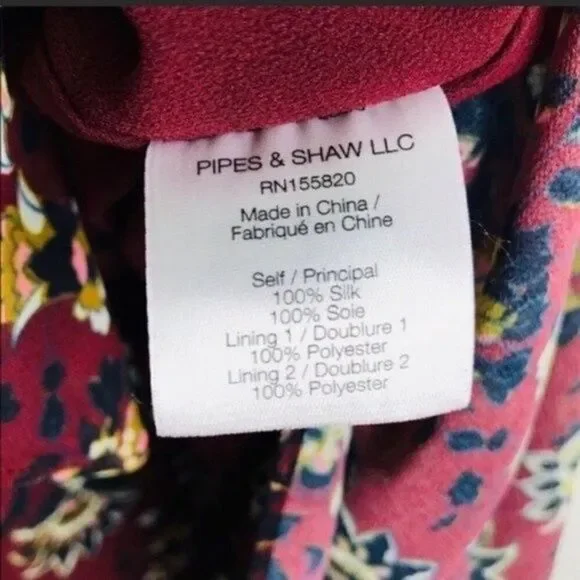 PIPES & SHAW LLC
RN155820
Made in China /
Fabriqué en Chine
Self / Principal
100% Silk
100% Soie
Lining 1 / Doublure 1
100% Polyester
Lining 2 / Doublure 2
100% Polyester